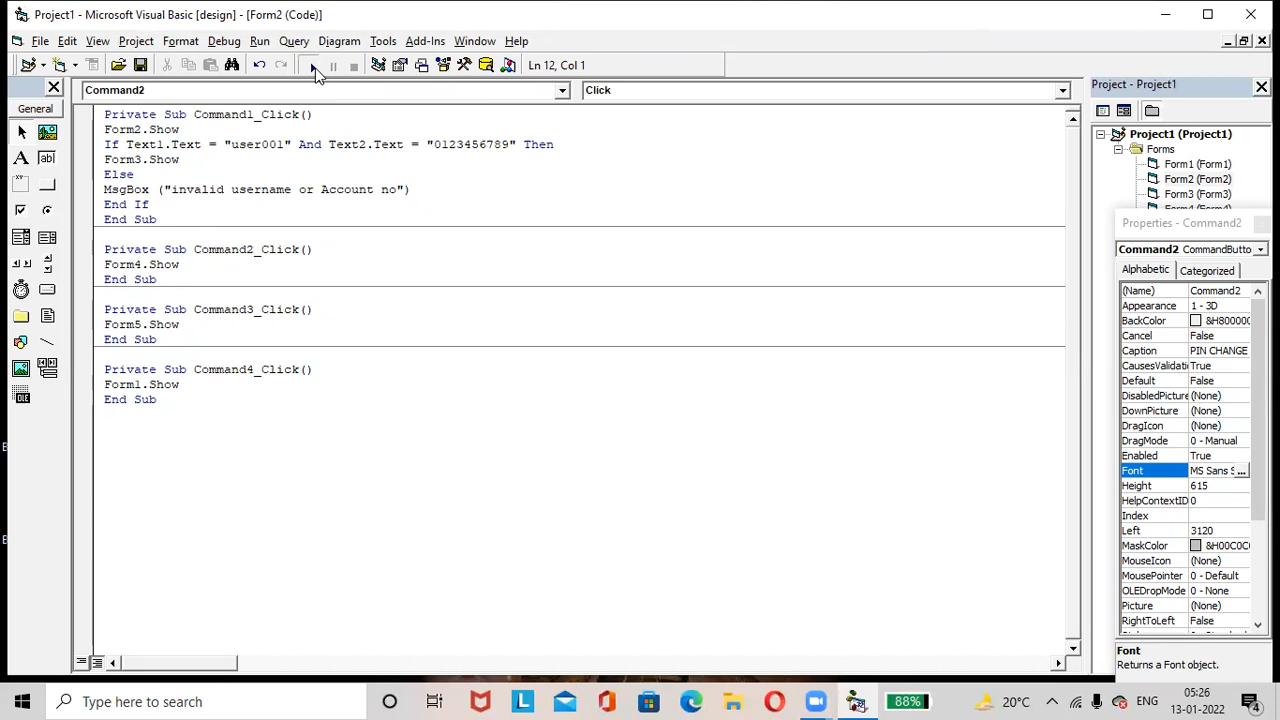 Project1 - Microsoft Visual Basic [design] - [Form2 (Code)]
File Edit View Project Format Debug Run Query Diagram Tools Add-Ins Window Help
Ln 12, Col 1
General
Command2
Click
Private Sub Command1_Click()
Form2.Show
If Text1.Text = "user001" And Text2.Text = "0123456789" Then
Form3.Show
Else
MsgBox ("invalid username or Account no")
End If
End Sub
Private Sub Command2_Click()
Form4.Show
End Sub
Private Sub Command3_Click()
Form5.Show
End Sub
Private Sub Command4_Click()
Form1.Show
End Sub
Project - Project1
Project1 (Project1)
Forms
Form1 (Form1)
Form2 (Form2)
Form3 (Form3)
Properties - Command2
Command2 CommandButto
Alphabetic Categorized
(Name) Command2
Appearance 1 - 3D
BackColor &H800000
Cancel False
Caption PIN CHANGE
CausesValidati True
Default False
DisabledPicture (None)
DownPicture (None)
DragIcon (None)
DragMode 0 - Manual
Enabled True
Font MS Sans S ...
Height 615
HelpContextID 0
Index
Left 3120
MaskColor &H00C0C0
MouseIcon (None)
MousePointer 0 - Default
OLEDropMode 0 - None
Picture (None)
RightToLeft False
Font
Returns a Font object.
Type here to search
88%
20°C
ENG
05:26
13-01-2022
4